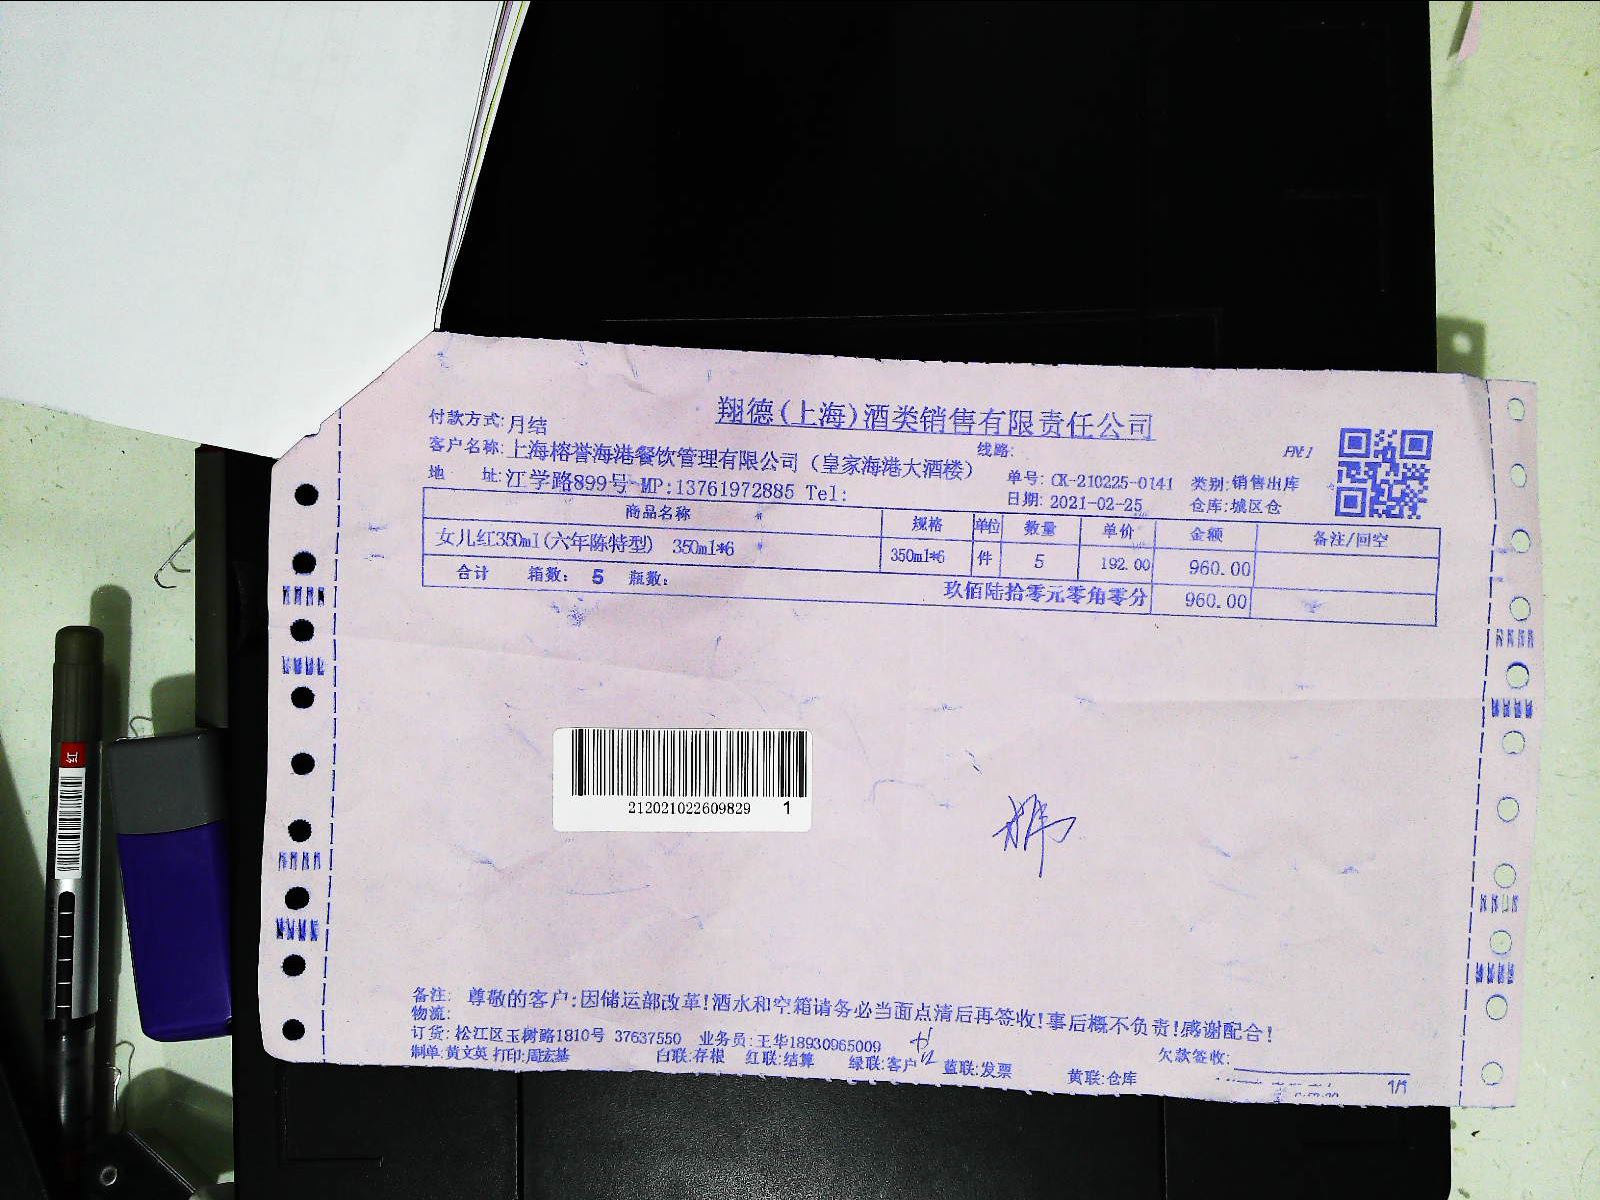 翔德(上海)酒类销售有限责任公司
付款方式:月结
线路:
PN:1
客户名称:上海榕誉海港餐饮管理有限公司（皇家海港大酒楼）
单号: CK-210225-0141 类别:销售出库
地 址:江学路899号 MP:13761972885 Tel:
日期: 2021-02-25 仓库:城区仓
商品名称 规格 单位 数量 单价 金额 备注/回空
女儿红350ml(六年陈特型) 350ml*6 350ml*6 件 5 192.00 960.00
合计 箱数: 5 瓶数: 玖佰陆拾零元零角零分 960.00
212021022609829 1
备注: 尊敬的客户:因储运部改革!酒水和空箱请务必当面点清后再签收!事后概不负责!感谢配合!
物流:
订货: 松江区玉树路1810号 37637550 业务员:王华18930965009
欠款签收:
制单:黄文英 打印:周宏基 白联:存根 红联:结算 绿联:客户 蓝联:发票 黄联:仓库 1/1